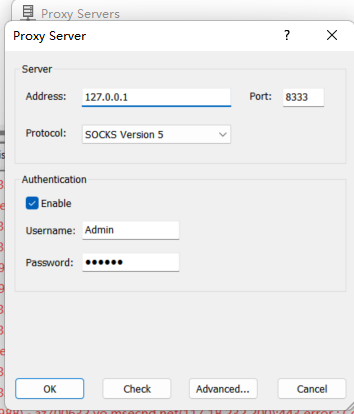 Proxy Servers
Proxy Server
?
Server
Address: 127.0.0.1 Port: 8333
Protocol: SOCKS Version 5
Authentication
Enable
Username: Admin
Password: ●●●●●●
OK Check Advanced... Cancel